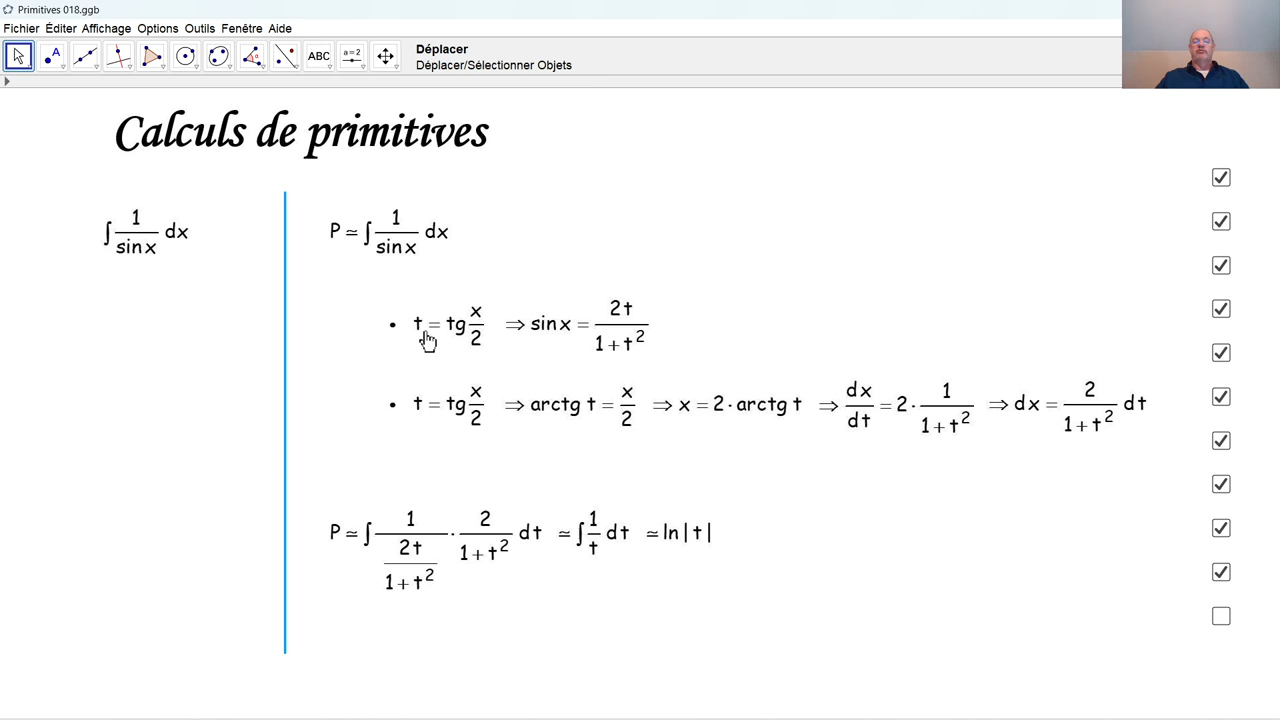 Primitives 018.ggb
Fichier Éditer Affichage Options Outils Fenêtre Aide
A ABC a=2 Déplacer
Déplacer/Sélectionner Objets
Calculs de primitives
∫ 1/sin x dx
P ≃ ∫ 1/sin x dx
• t = tg x/2 ⇒ sin x = 2t/(1+t²)
• t = tg x/2 ⇒ arctg t = x/2 ⇒ x = 2·arctg t ⇒ dx/dt = 2·1/(1+t²) ⇒ dx = 2/(1+t²) dt
P ≃ ∫ 1/(2t/(1+t²)) · 2/(1+t²) dt ≃ ∫ 1/t dt ≃ ln|t|